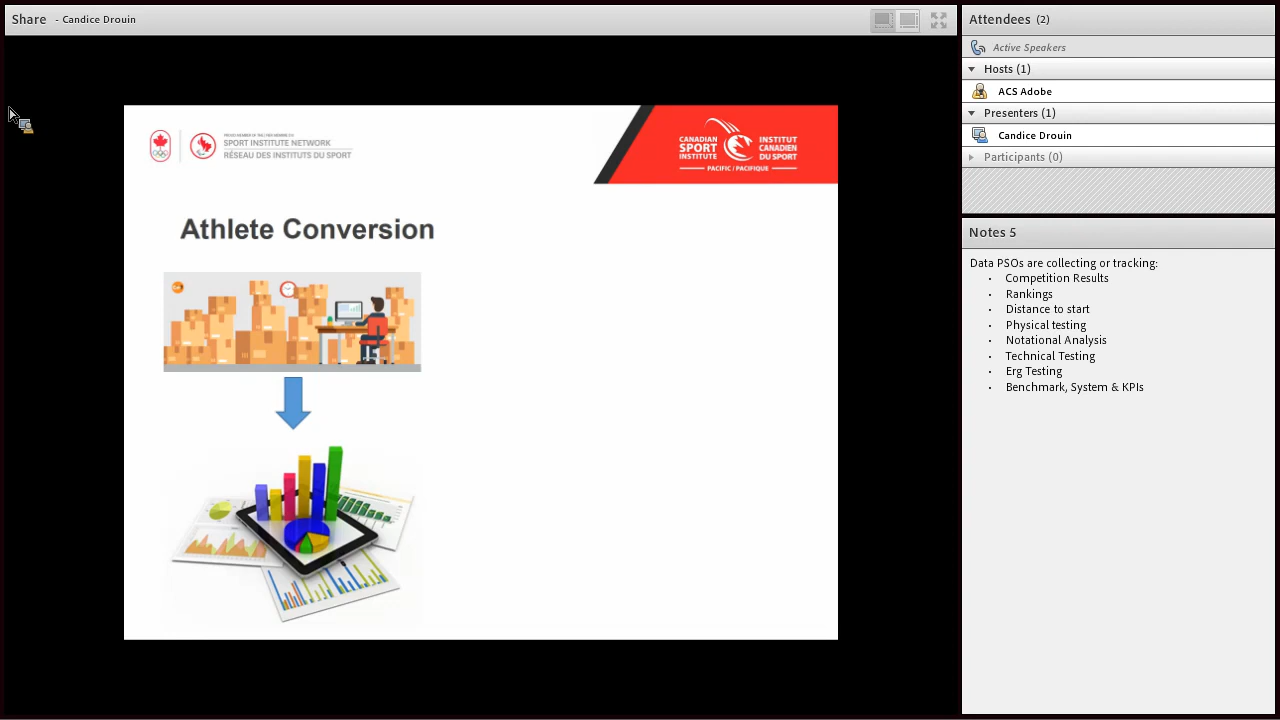 Share - Candice Drouin
SPORT INSTITUTE NETWORK
RÉSEAU DES INSTITUTS DU SPORT
CANADIAN SPORT INSTITUTE
INSTITUT CANADIEN DU SPORT
PACIFIC / PACIFIQUE
Athlete Conversion
Attendees (2)
Active Speakers
Hosts (1)
ACS Adobe
Presenters (1)
Candice Drouin
Participants (0)
Notes 5
Data PSOs are collecting or tracking:
· Competition Results
· Rankings
· Distance to start
· Physical testing
· Notational Analysis
· Technical Testing
· Erg Testing
· Benchmark, System & KPIs